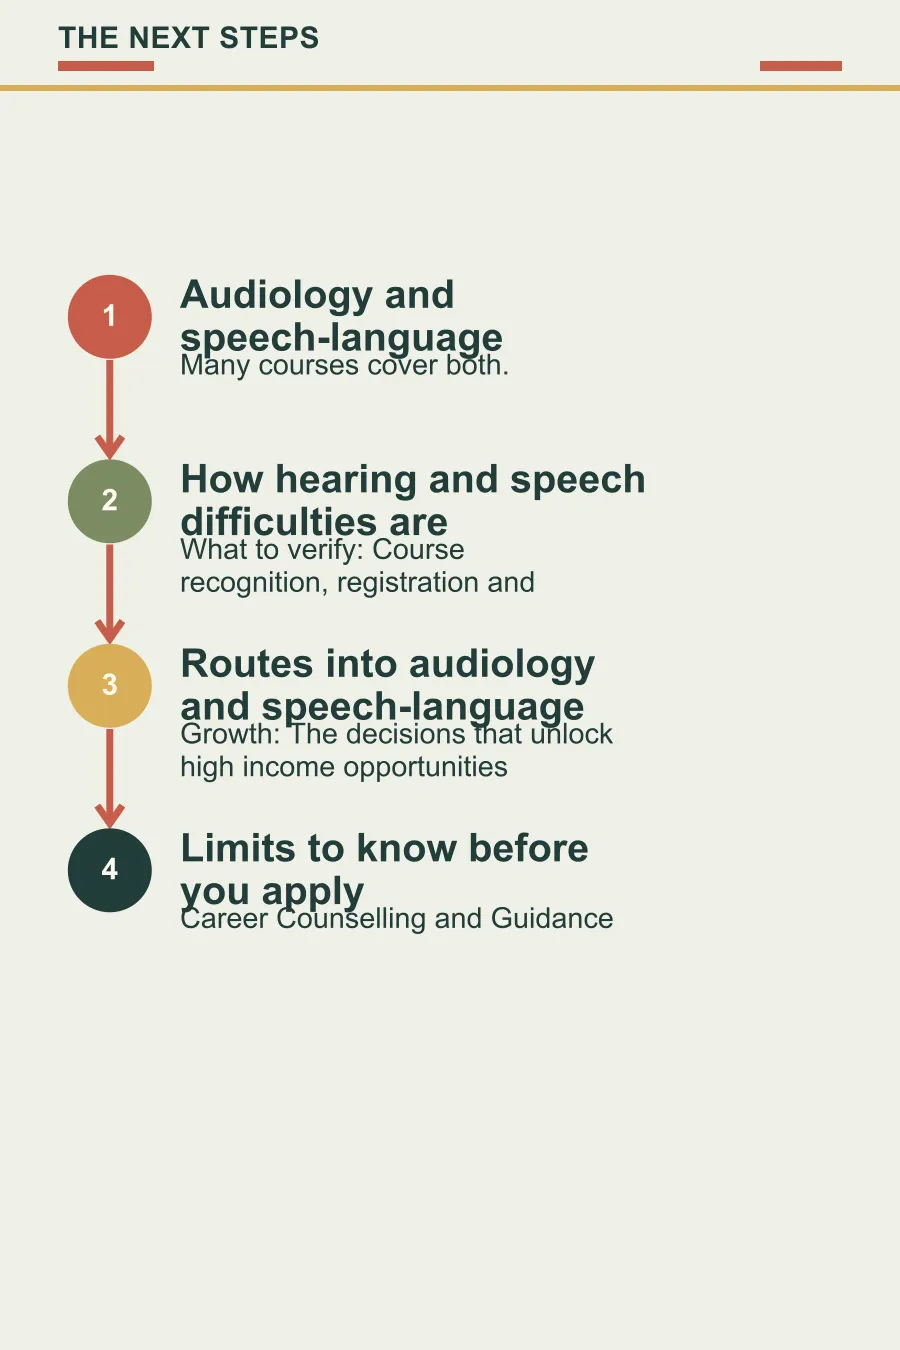 THE NEXT STEPS
1
Audiology and
speech-language
Many courses cover both.
2
How hearing and speech
difficulties are
What to verify: Course
recognition, registration and
3
Routes into audiology
and speech-language
Growth: The decisions that unlock
high income opportunities
4
Limits to know before
you apply
Career Counselling and Guidance